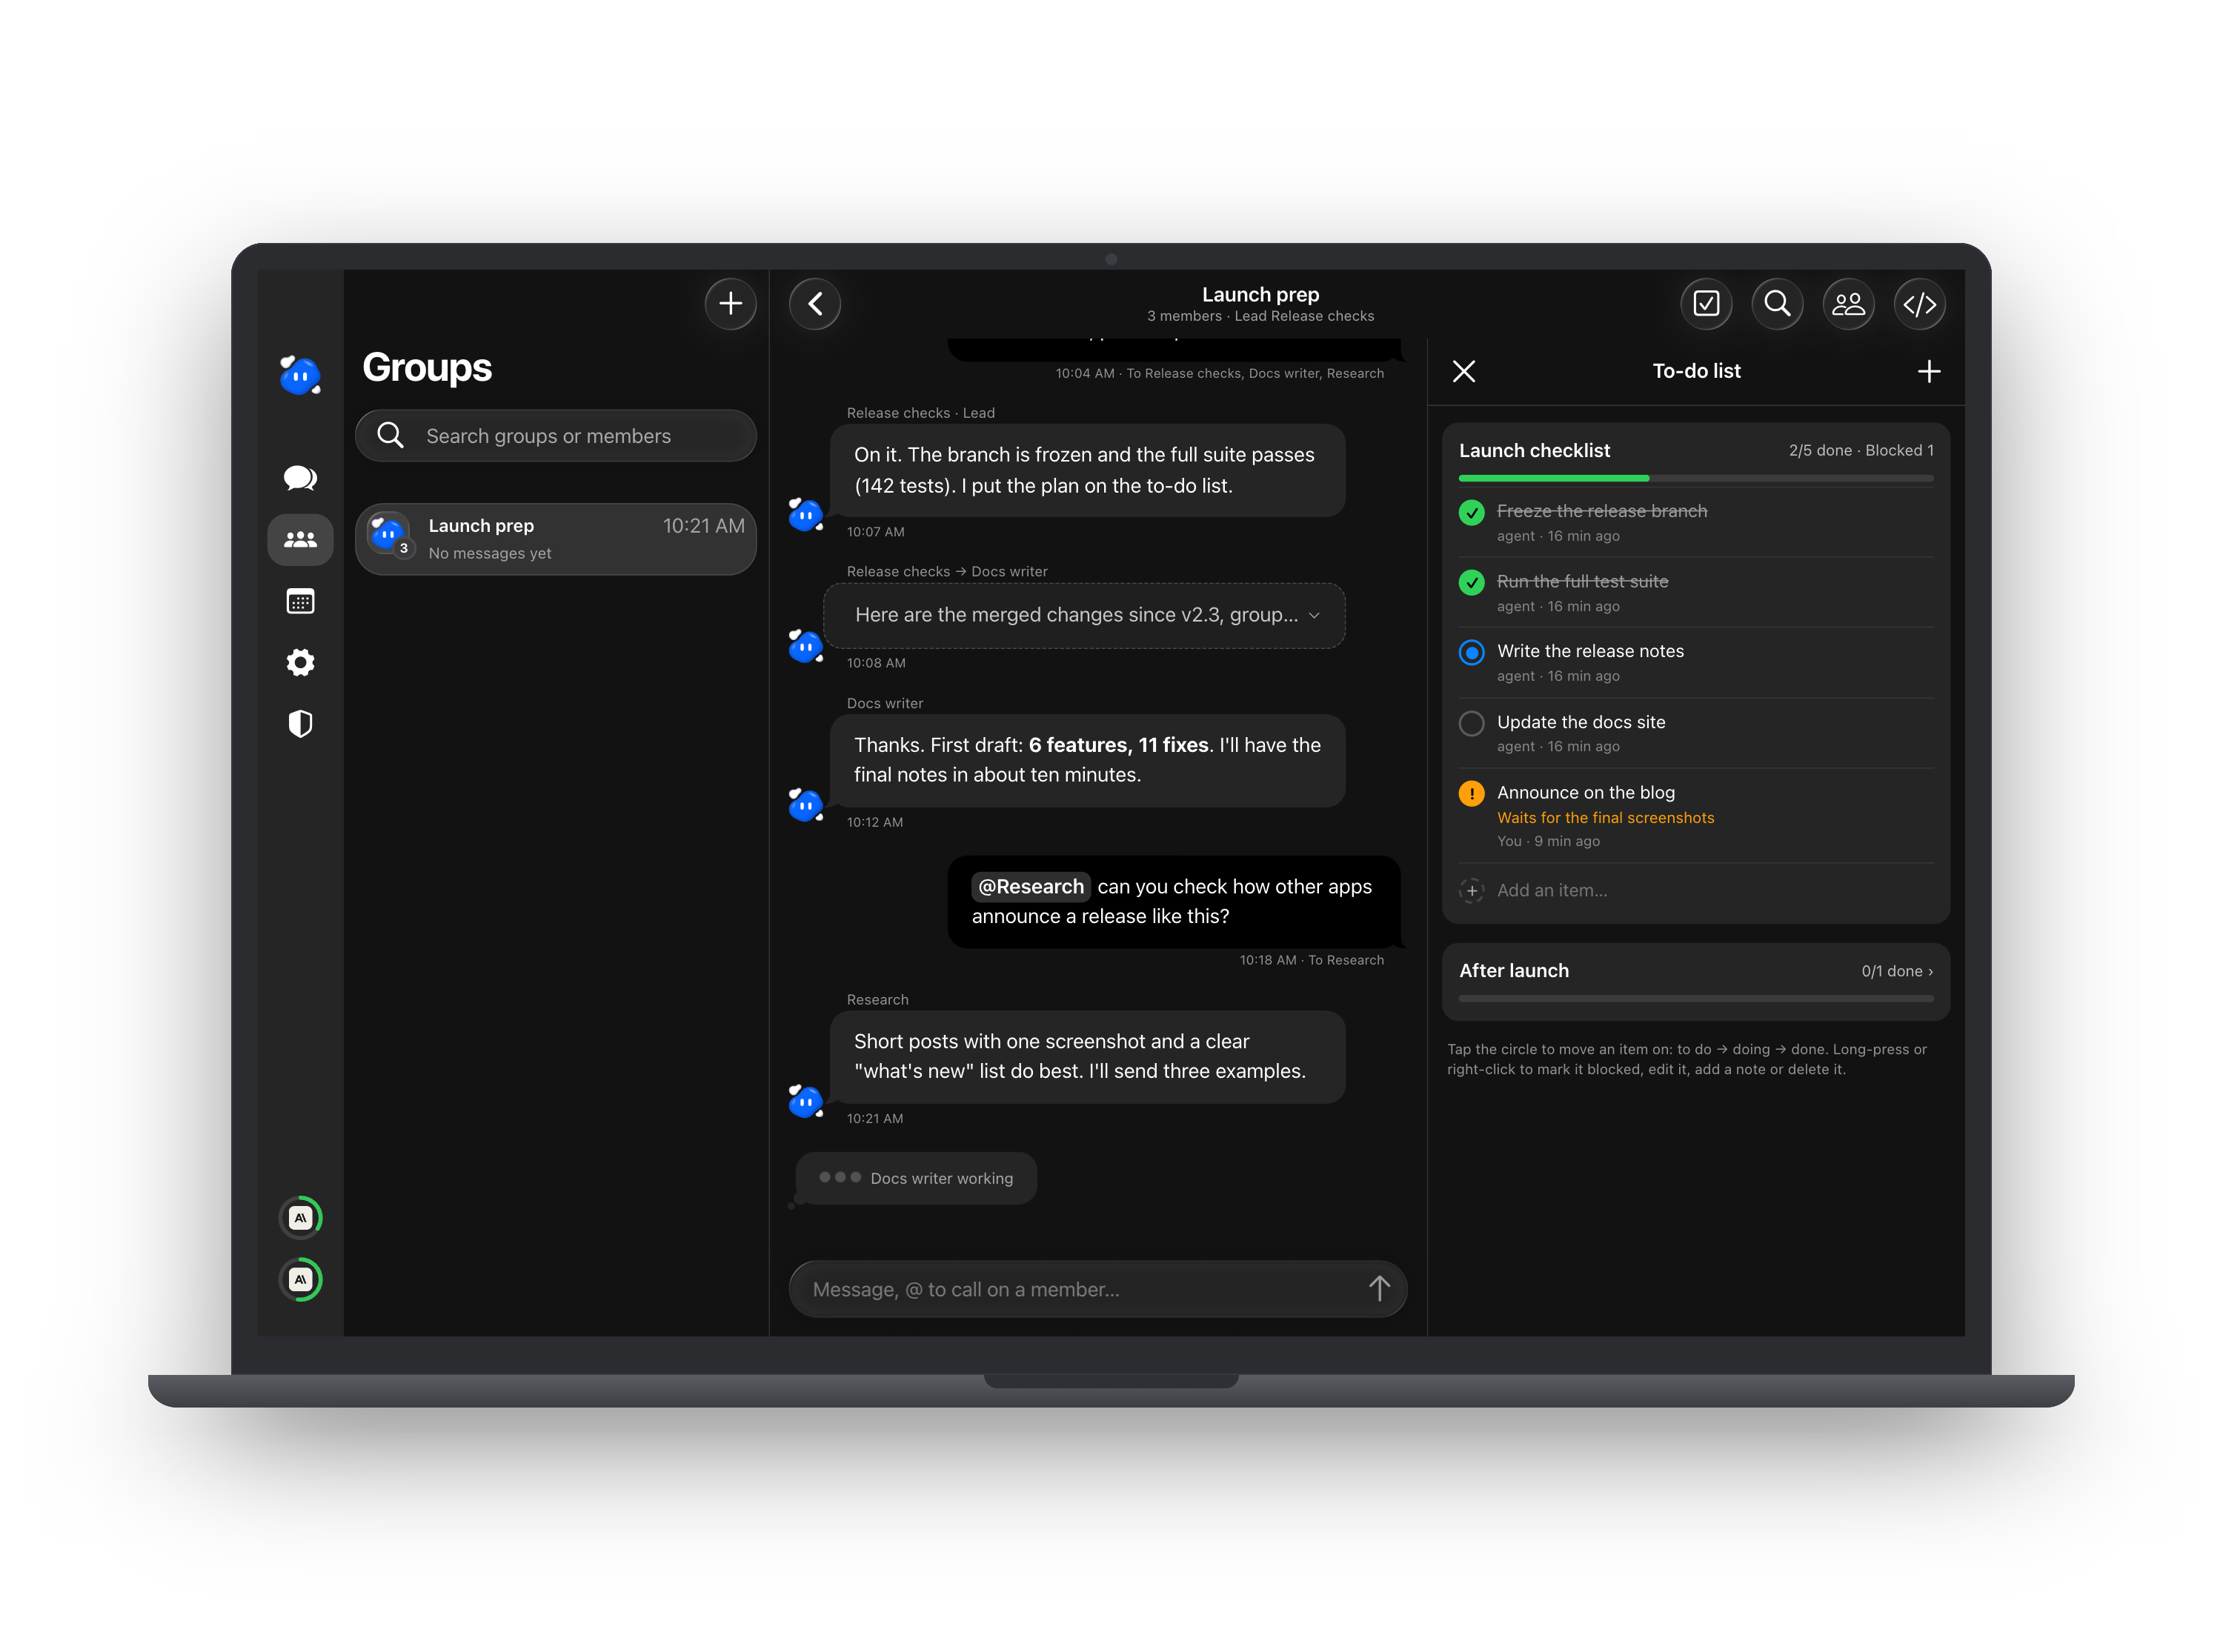 Groups
Search groups or members
Launch prep
10:21 AM
No messages yet
3
Launch prep
3 members · Lead Release checks
10:04 AM · To Release checks, Docs writer, Research
Release checks · Lead
On it. The branch is frozen and the full suite passes
(142 tests). I put the plan on the to-do list.
10:07 AM
Release checks → Docs writer
Here are the merged changes since v2.3, group...
10:08 AM
Docs writer
Thanks. First draft: 6 features, 11 fixes. I'll have the
final notes in about ten minutes.
10:12 AM
@Research can you check how other apps
announce a release like this?
10:18 AM · To Research
Research
Short posts with one screenshot and a clear
"what's new" list do best. I'll send three examples.
10:21 AM
Docs writer working
Message, @ to call on a member...
To-do list
Launch checklist
2/5 done · Blocked 1
Freeze the release branch
agent · 16 min ago
Run the full test suite
agent · 16 min ago
Write the release notes
agent · 16 min ago
Update the docs site
agent · 16 min ago
Announce on the blog
Waits for the final screenshots
You · 9 min ago
Add an item...
After launch
0/1 done ›
Tap the circle to move an item on: to do → doing → done. Long-press or
right-click to mark it blocked, edit it, add a note or delete it.
A\
A\